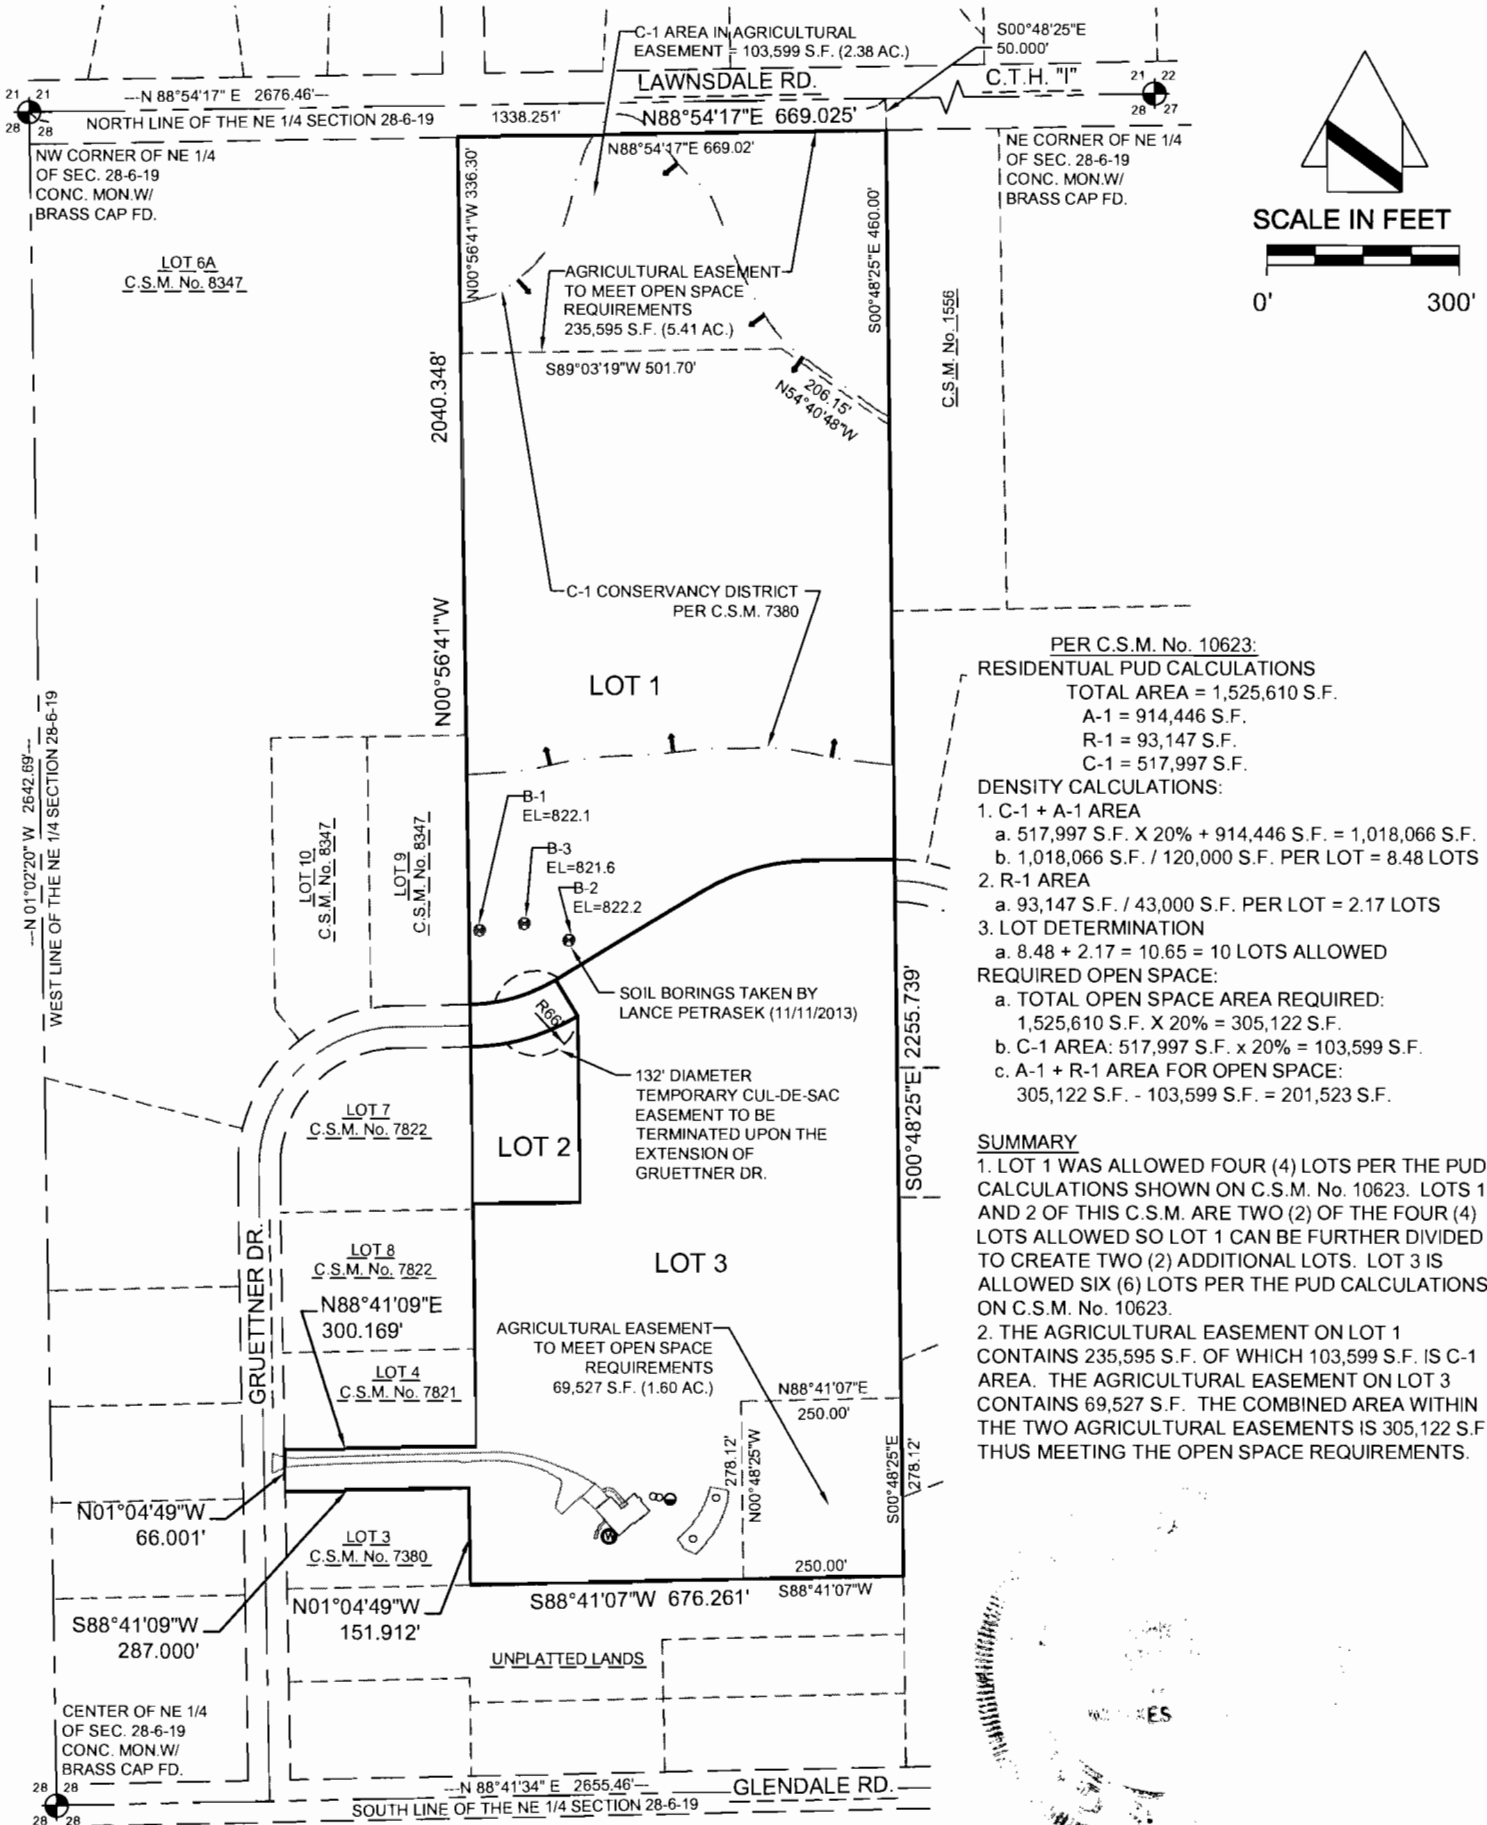 C-1 AREA IN AGRICULTURAL
EASEMENT = 103,599 S.F. (2.38 AC.)
S00°48'25"E
50.000'
LAWNSDALE RD.
C.T.H. "I"
21 21
28 28
21 22
28 27
---N 88°54'17" E 2676.46'---
NORTH LINE OF THE NE 1/4 SECTION 28-6-19
1338.251'
N88°54'17"E 669.025'
N88°54'17"E 669.02'
NW CORNER OF NE 1/4
OF SEC. 28-6-19
CONC. MON.W/
BRASS CAP FD.
NE CORNER OF NE 1/4
OF SEC. 28-6-19
CONC. MON.W/
BRASS CAP FD.
SCALE IN FEET
0' 300'
LOT 6A
C.S.M. No. 8347
N00°56'41"W 336.30'
S00°48'25"E 460.00'
AGRICULTURAL EASEMENT
TO MEET OPEN SPACE
REQUIREMENTS
235,595 S.F. (5.41 AC.)
S89°03'19"W 501.70'
206.15'
N54°40'48"W
C.S.M. No. 1556
2040.348'
N00°56'41"W
C-1 CONSERVANCY DISTRICT
PER C.S.M. 7380
LOT 1
---N 01°02'20" W 2642.69'---
WEST LINE OF THE NE 1/4 SECTION 28-6-19
LOT 10
C.S.M. No. 8347
LOT 9
C.S.M. No. 8347
B-1
EL=822.1
B-3
EL=821.6
B-2
EL=822.2
SOIL BORINGS TAKEN BY
LANCE PETRASEK (11/11/2013)
R66'
132' DIAMETER
TEMPORARY CUL-DE-SAC
EASEMENT TO BE
TERMINATED UPON THE
EXTENSION OF
GRUETTNER DR.
S00°48'25"E 2255.739'
LOT 7
C.S.M. No. 7822
LOT 2
LOT 8
C.S.M. No. 7822
LOT 3
GRUETTNER DR.
N88°41'09"E
300.169'
LOT 4
C.S.M. No. 7821
AGRICULTURAL EASEMENT
TO MEET OPEN SPACE
REQUIREMENTS
69,527 S.F. (1.60 AC.)
N88°41'07"E
250.00'
N00°48'25"W
278.12'
S00°48'25"E
278.12'
W
250.00'
S88°41'07"W
S88°41'07"W 676.261'
N01°04'49"W
66.001'
LOT 3
C.S.M. No. 7380
S88°41'09"W
287.000'
N01°04'49"W
151.912'
UNPLATTED LANDS
CENTER OF NE 1/4
OF SEC. 28-6-19
CONC. MON.W/
BRASS CAP FD.
28 28
28 28
---N 88°41'34" E 2655.46'---
GLENDALE RD.
SOUTH LINE OF THE NE 1/4 SECTION 28-6-19
PER C.S.M. No. 10623:
RESIDENTUAL PUD CALCULATIONS
TOTAL AREA = 1,525,610 S.F.
A-1 = 914,446 S.F.
R-1 = 93,147 S.F.
C-1 = 517,997 S.F.
DENSITY CALCULATIONS:
1. C-1 + A-1 AREA
a. 517,997 S.F. X 20% + 914,446 S.F. = 1,018,066 S.F.
b. 1,018,066 S.F. / 120,000 S.F. PER LOT = 8.48 LOTS
2. R-1 AREA
a. 93,147 S.F. / 43,000 S.F. PER LOT = 2.17 LOTS
3. LOT DETERMINATION
a. 8.48 + 2.17 = 10.65 = 10 LOTS ALLOWED
REQUIRED OPEN SPACE:
a. TOTAL OPEN SPACE AREA REQUIRED:
1,525,610 S.F. X 20% = 305,122 S.F.
b. C-1 AREA: 517,997 S.F. x 20% = 103,599 S.F.
c. A-1 + R-1 AREA FOR OPEN SPACE:
305,122 S.F. - 103,599 S.F. = 201,523 S.F.
SUMMARY
1. LOT 1 WAS ALLOWED FOUR (4) LOTS PER THE PUD
CALCULATIONS SHOWN ON C.S.M. No. 10623. LOTS 1
AND 2 OF THIS C.S.M. ARE TWO (2) OF THE FOUR (4)
LOTS ALLOWED SO LOT 1 CAN BE FURTHER DIVIDED
TO CREATE TWO (2) ADDITIONAL LOTS. LOT 3 IS
ALLOWED SIX (6) LOTS PER THE PUD CALCULATIONS
ON C.S.M. No. 10623.
2. THE AGRICULTURAL EASEMENT ON LOT 1
CONTAINS 235,595 S.F. OF WHICH 103,599 S.F. IS C-1
AREA. THE AGRICULTURAL EASEMENT ON LOT 3
CONTAINS 69,527 S.F. THE COMBINED AREA WITHIN
THE TWO AGRICULTURAL EASEMENTS IS 305,122 S.F
THUS MEETING THE OPEN SPACE REQUIREMENTS.